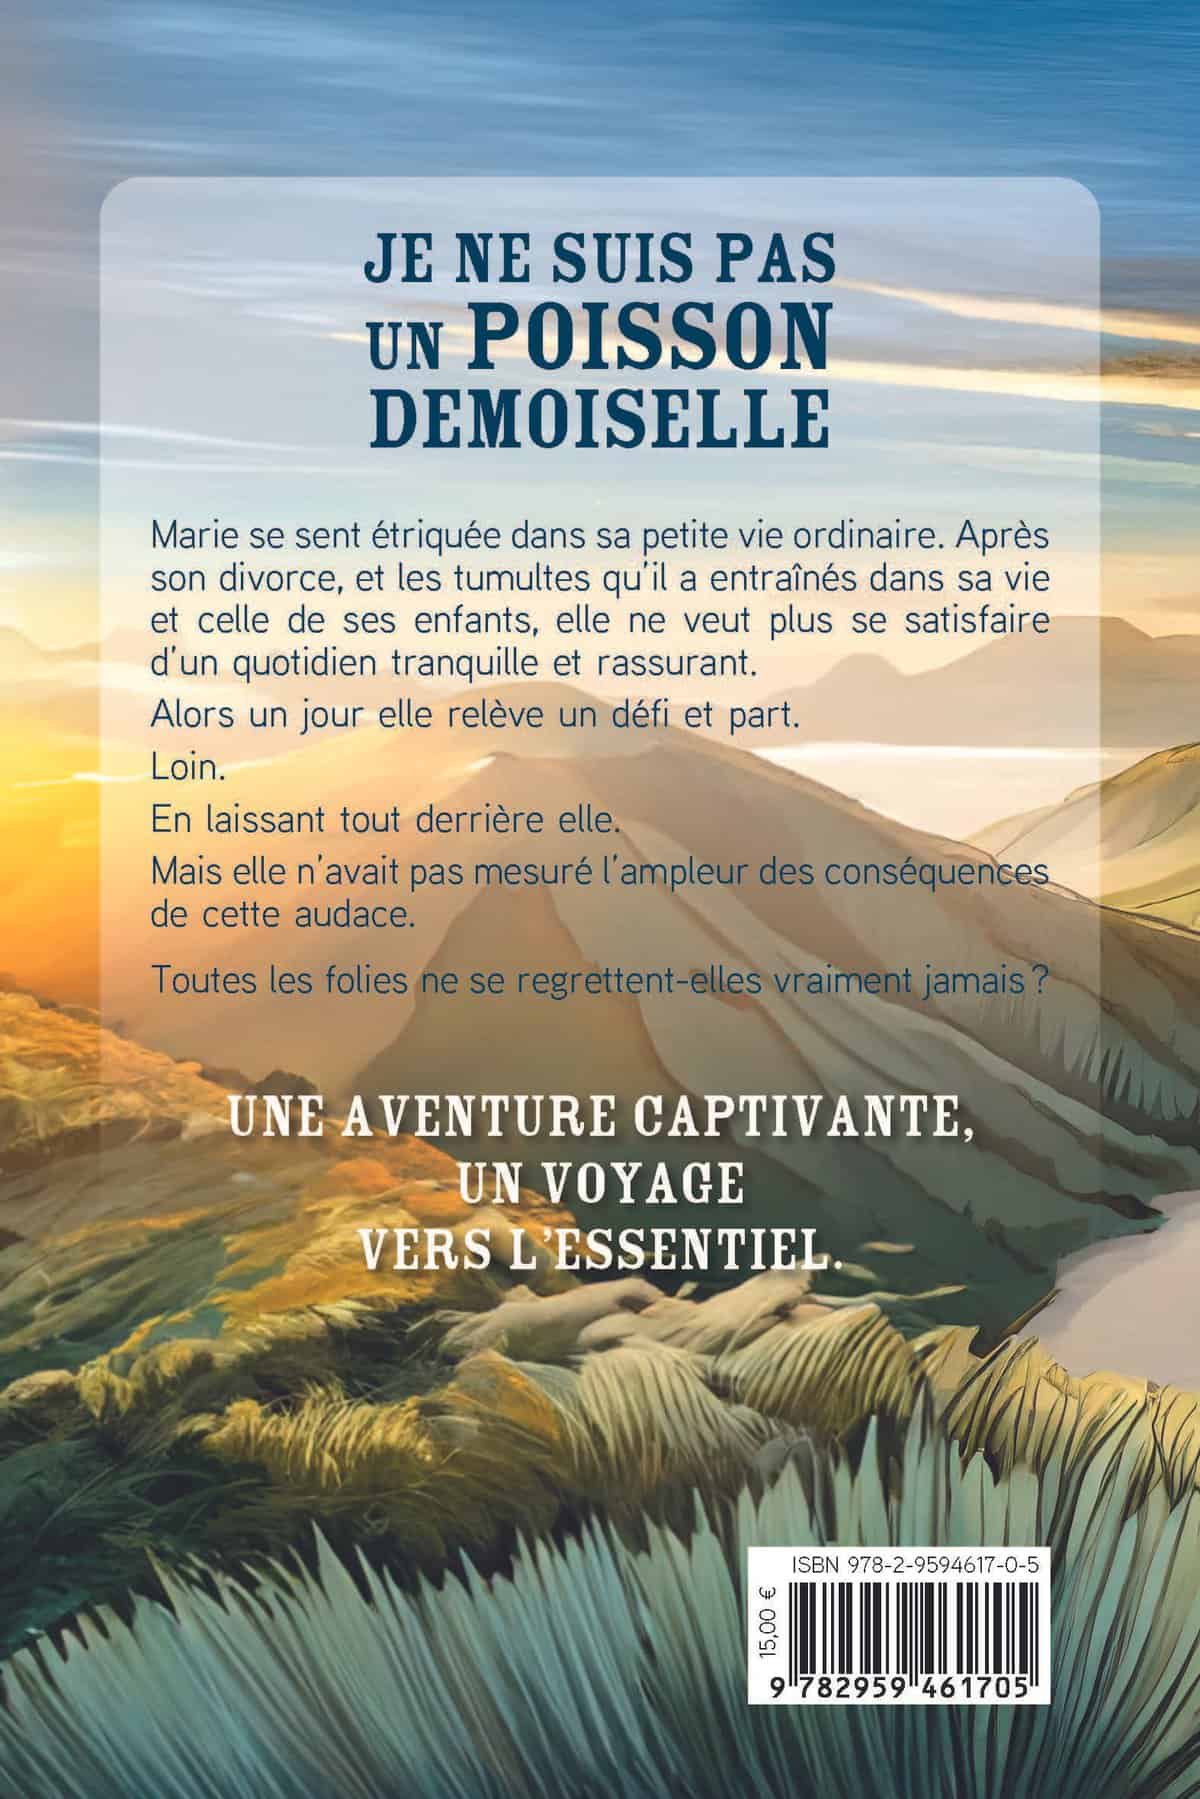 JE NE SUIS PAS
UN POISSON
DEMOISELLE
Marie se sent étriquée dans sa petite vie ordinaire. Après
son divorce, et les tumultes qu'il a entraînés dans sa vie
et celle de ses enfants, elle ne veut plus se satisfaire
d'un quotidien tranquille et rassurant.
Alors un jour elle relève un défi et part.
Loin.
En laissant tout derrière elle.
Mais elle n'avait pas mesuré l'ampleur des conséquences
de cette audace.
Toutes les folies ne se regrettent-elles vraiment jamais ?
UNE AVENTURE CAPTIVANTE,
UN VOYAGE
VERS L'ESSENTIEL.
ISBN 978-2-9594617-0-5
15,00 €
9 782959 461705